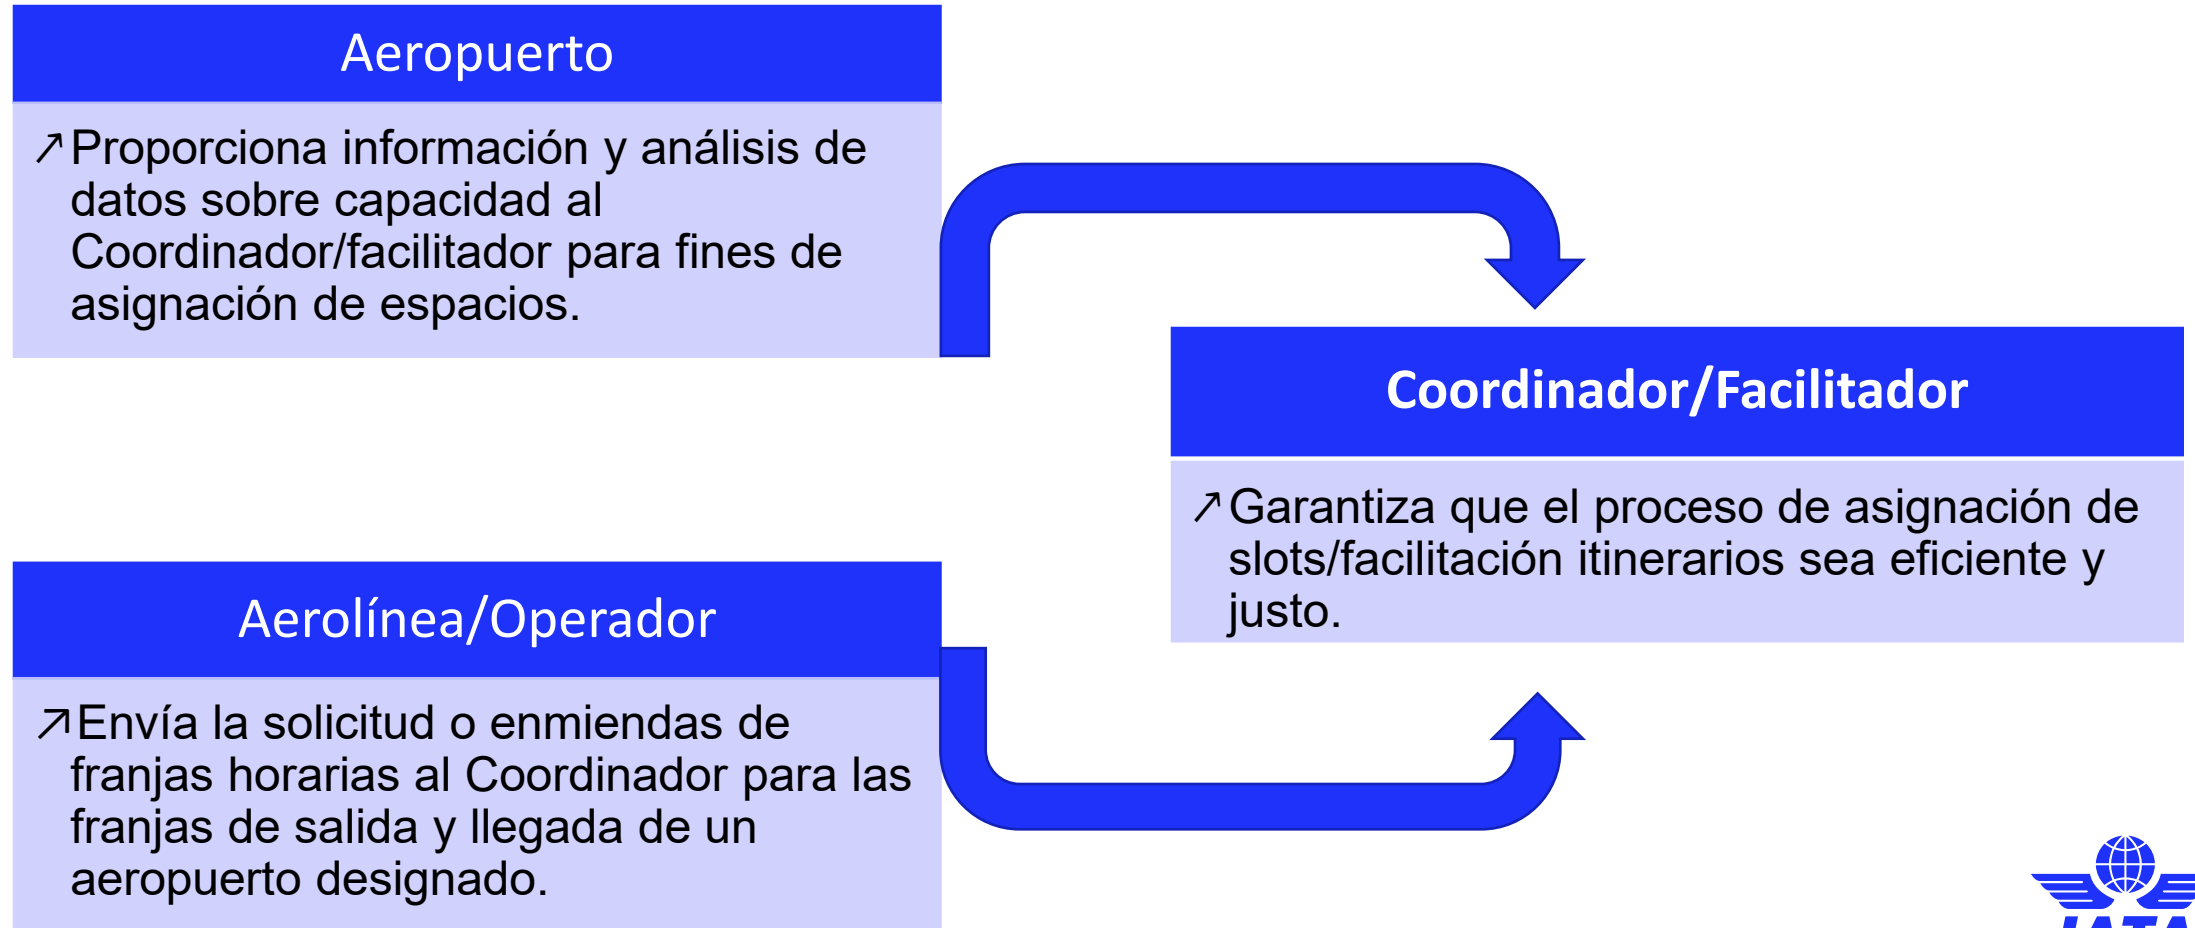 Aeropuerto
↗Proporciona información y análisis de
datos sobre capacidad al
Coordinador/facilitador para fines de
asignación de espacios.
Coordinador/Facilitador
↗Garantiza que el proceso de asignación de
slots/facilitación itinerarios sea eficiente y
justo.
Aerolínea/Operador
↗Envía la solicitud o enmiendas de
franjas horarias al Coordinador para las
franjas de salida y llegada de un
aeropuerto designado.
IATA